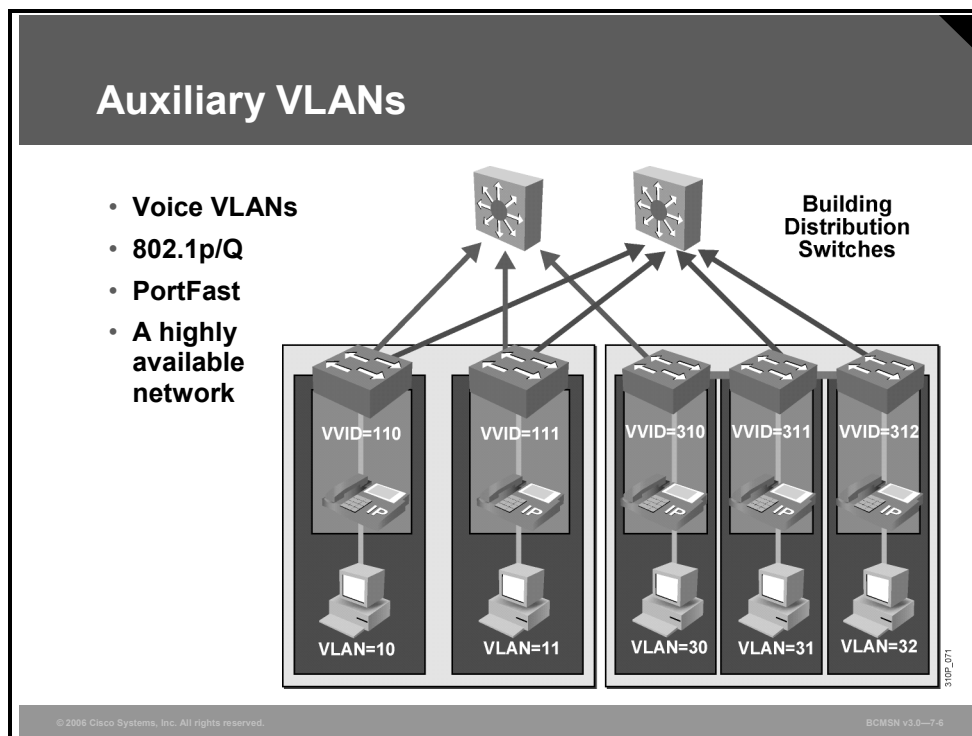 Auxiliary VLANs
• Voice VLANs
• 802.1p/Q
• PortFast
• A highly
available
network
Building
Distribution
Switches
VVID=110
VVID=111
VVID=310
VVID=311
VVID=312
IP
IP
IP
IP
IP
VLAN=10
VLAN=11
VLAN=30
VLAN=31
VLAN=32
310P_071
© 2006 Cisco Systems, Inc. All rights reserved.
BCMSN v3.0—7-6